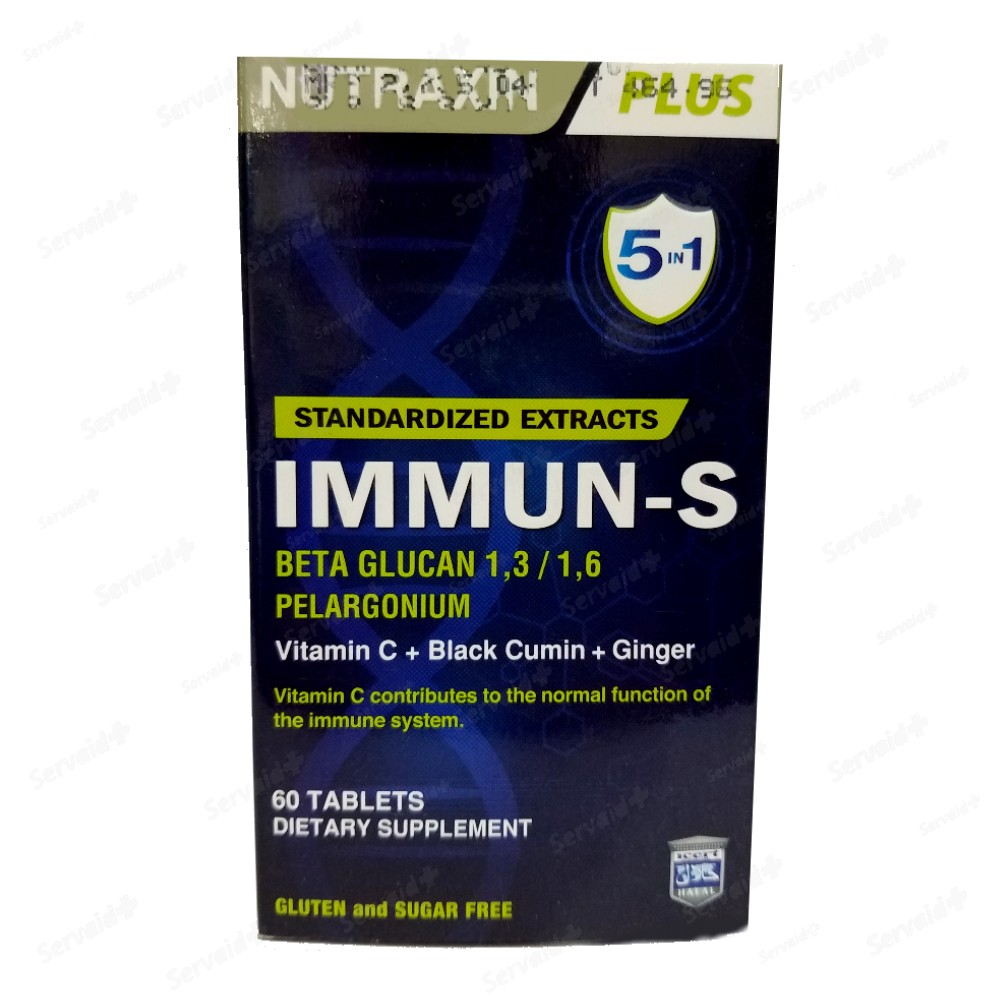 NUTRAXIN PLUS
5 IN 1
STANDARDIZED EXTRACTS
IMMUN-S
BETA GLUCAN 1,3 / 1,6
PELARGONIUM
Vitamin C + Black Cumin + Ginger
Vitamin C contributes to the normal function of
the immune system.
60 TABLETS
DIETARY SUPPLEMENT
GLUTEN and SUGAR FREE
HALAL
Servaid